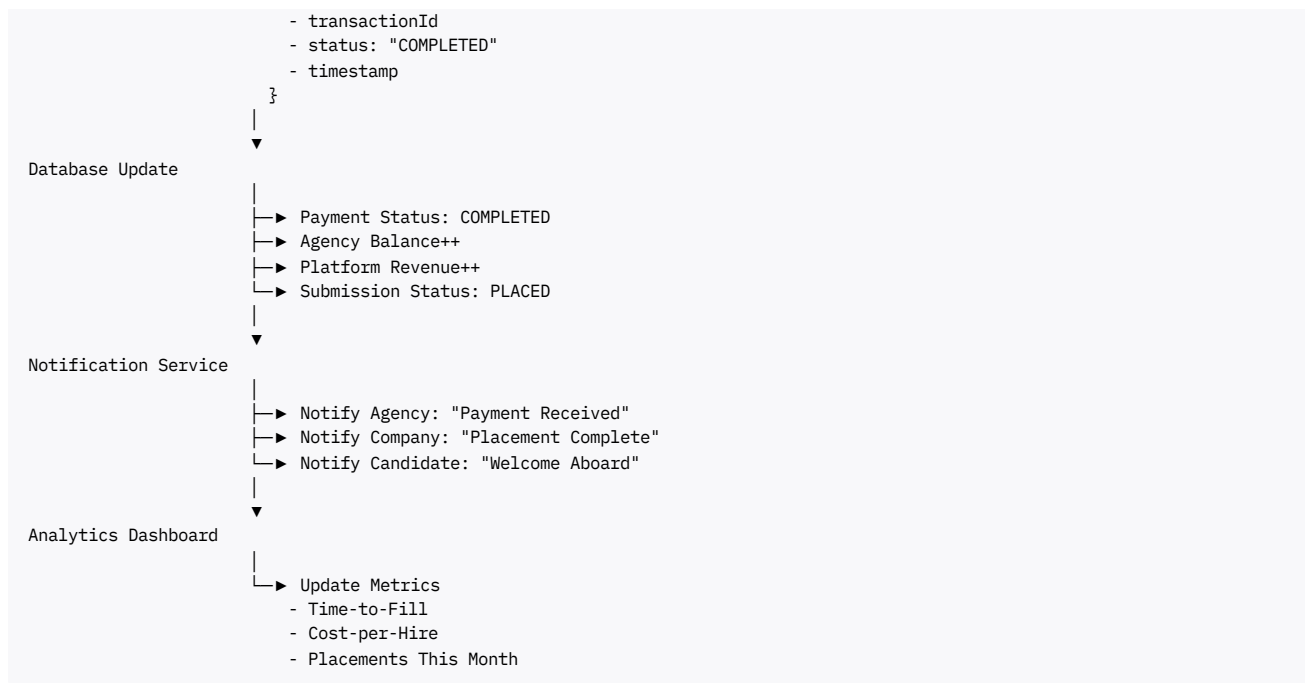 - transactionId
- status: "COMPLETED"
- timestamp
}
│
▼
Database Update
│
├─► Payment Status: COMPLETED
├─► Agency Balance++
├─► Platform Revenue++
└─► Submission Status: PLACED
│
▼
Notification Service
│
├─► Notify Agency: "Payment Received"
├─► Notify Company: "Placement Complete"
└─► Notify Candidate: "Welcome Aboard"
│
▼
Analytics Dashboard
│
└─► Update Metrics
- Time-to-Fill
- Cost-per-Hire
- Placements This Month